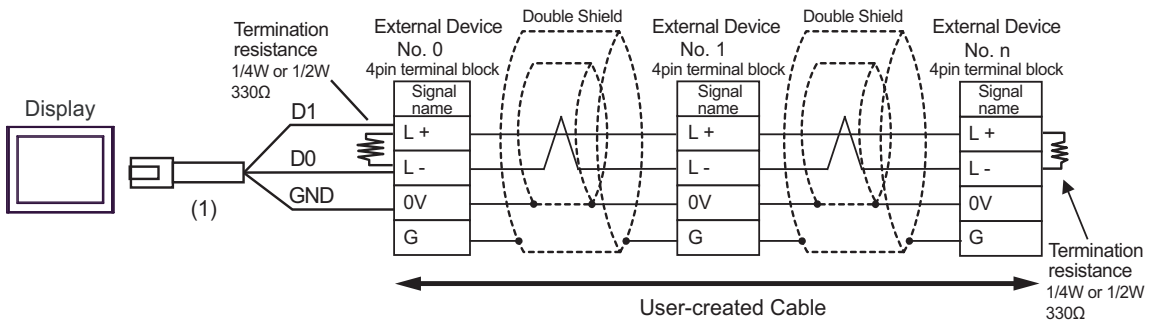 Display
(1)
D1
D0
GND
Termination
resistance
1/4W or 1/2W
330Ω
External Device
No. 0
4pin terminal block
Signal
name
L +
L -
0V
G
Double Shield
External Device
No. 1
4pin terminal block
Signal
name
L +
L -
0V
G
Double Shield
External Device
No. n
4pin terminal block
Signal
name
L +
L -
0V
G
Termination
resistance
1/4W or 1/2W
330Ω
User-created Cable